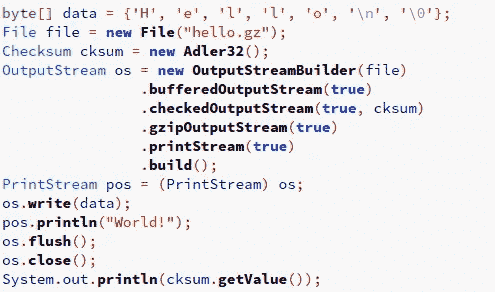 byte[] data = {'H', 'e', 'l', 'l', 'o', '\n', '\0'};
File file = new File("hello.gz");
Checksum cksum = new Adler32();
OutputStream os = new OutputStreamBuilder(file)
                  .bufferedOutputStream(true)
                  .checkedOutputStream(true, cksum)
                  .gzipOutputStream(true)
                  .printStream(true)
                  .build();
PrintStream pos = (PrintStream) os;
os.write(data);
pos.println("World!");
os.flush();
os.close();
System.out.println(cksum.getValue());